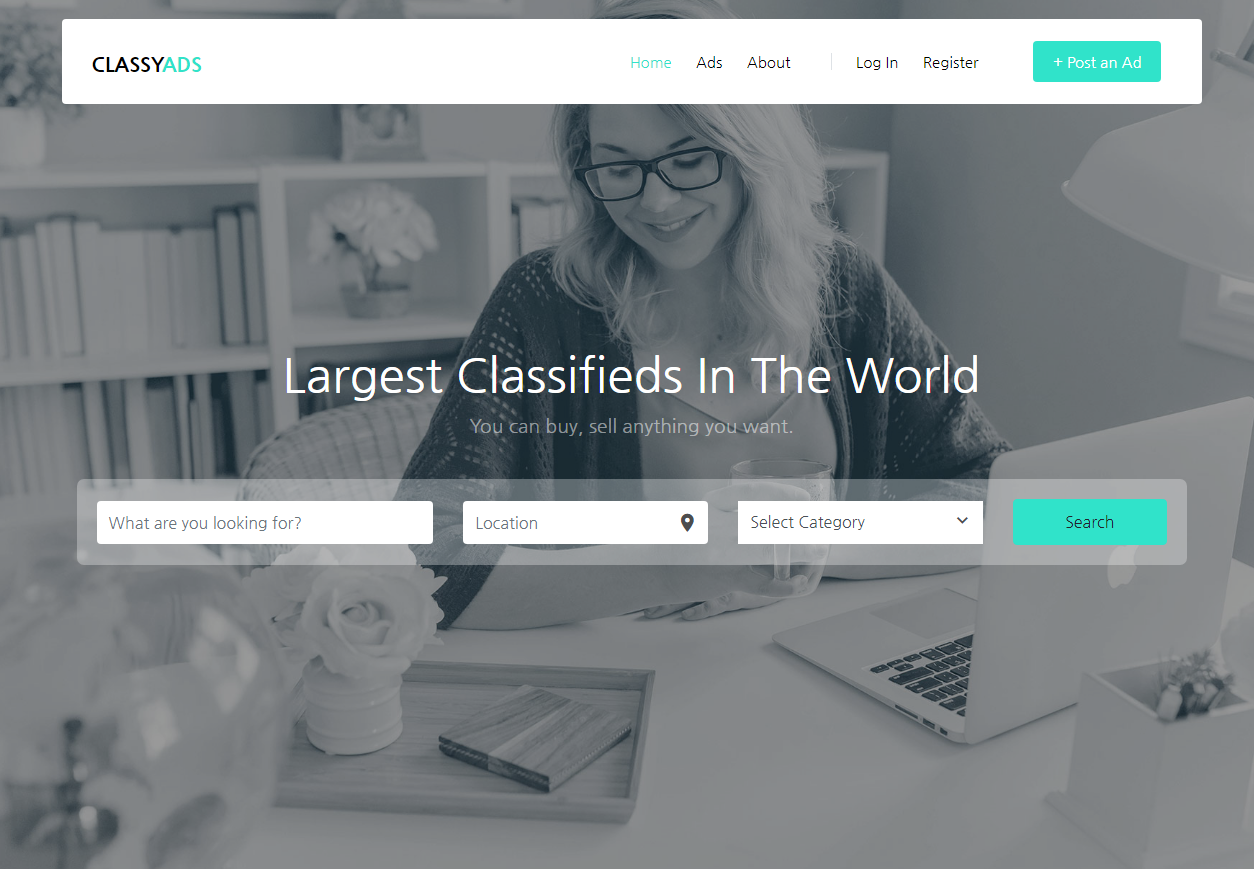 CLASSYADS
Home Ads About Log In Register + Post an Ad
Largest Classifieds In The World
You can buy, sell anything you want.
What are you looking for? Location Select Category Search